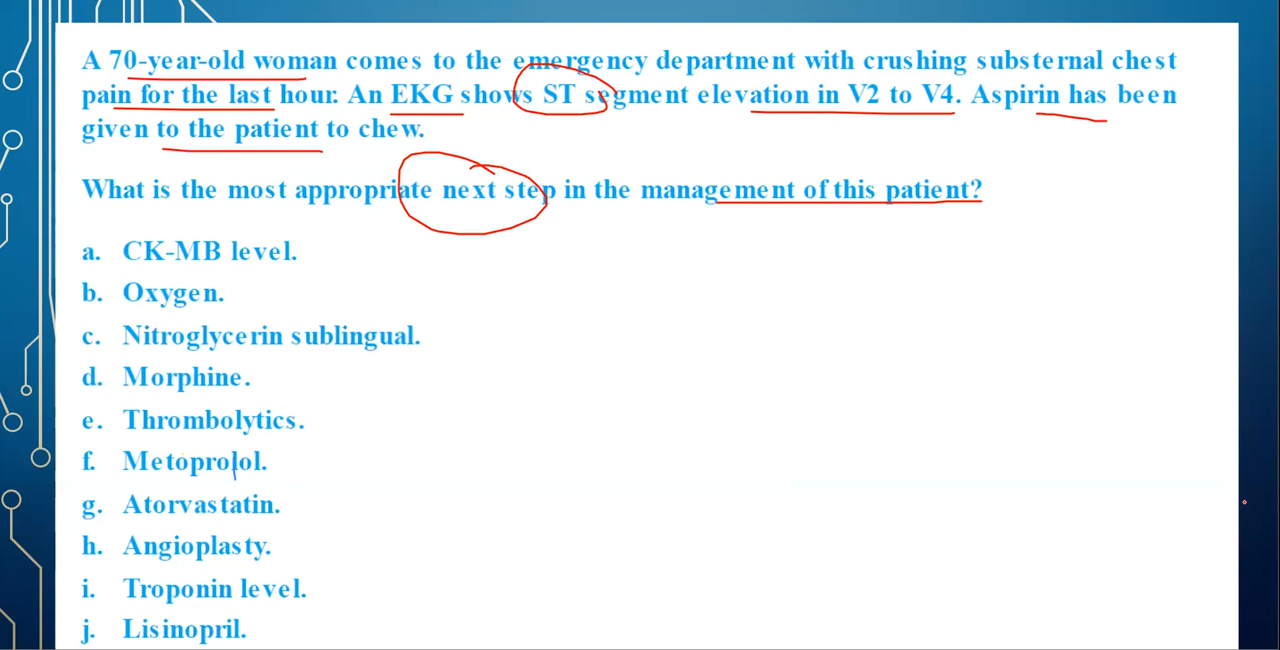 A 70-year-old woman comes to the emergency department with crushing substernal chest
pain for the last hour. An EKG shows ST segment elevation in V2 to V4. Aspirin has been
given to the patient to chew.
What is the most appropriate next step in the management of this patient?
a. CK-MB level.
b. Oxygen.
c. Nitroglycerin sublingual.
d. Morphine.
e. Thrombolytics.
f. Metoprolol.
g. Atorvastatin.
h. Angioplasty.
i. Troponin level.
j. Lisinopril.